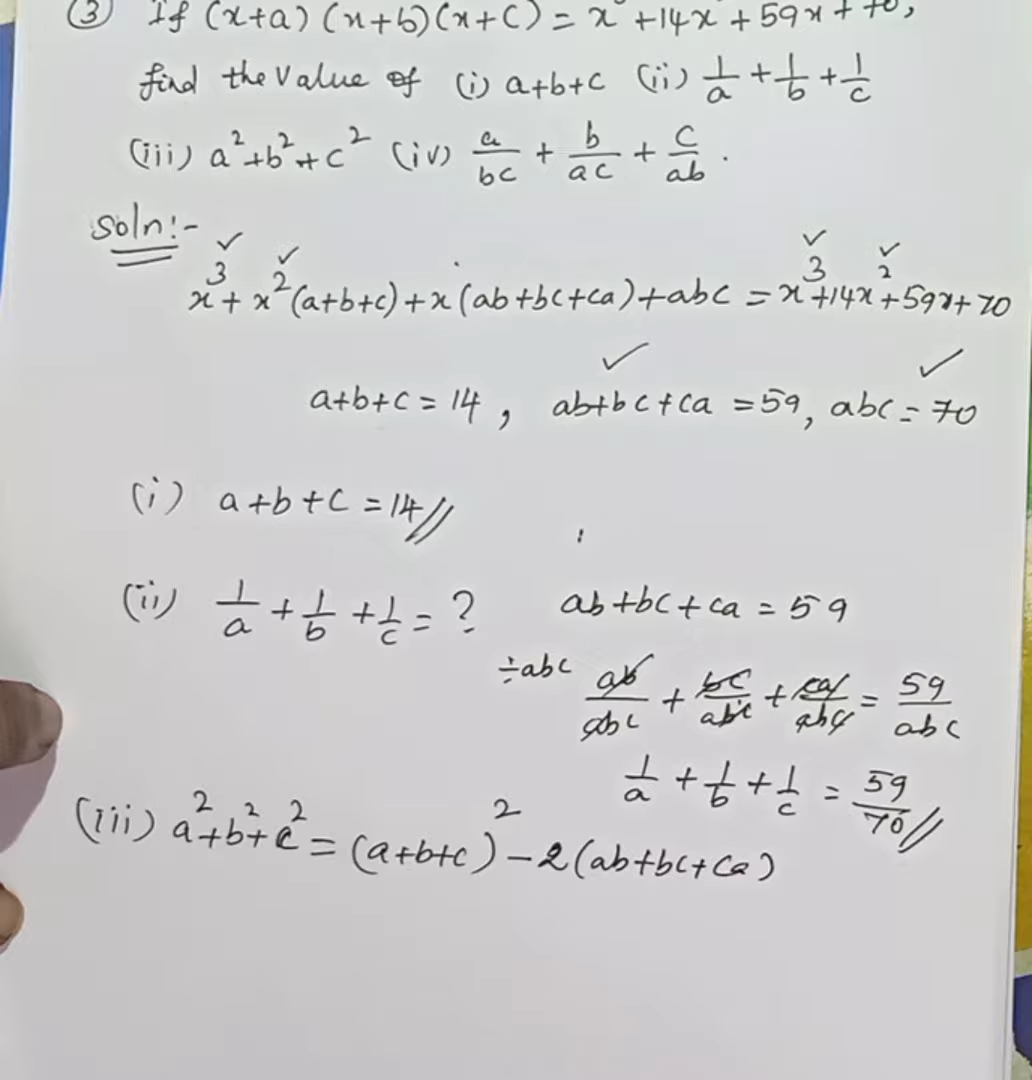 ③ If (x+a)(x+b)(x+c) = x³+14x²+59x+70,
find the value of (i) a+b+c (ii) 1/a + 1/b + 1/c
(iii) a²+b²+c² (iv) a/bc + b/ac + c/ab .
Soln:-
x³+x²(a+b+c)+x(ab+bc+ca)+abc = x³+14x²+59x+70
a+b+c = 14, ab+bc+ca = 59, abc = 70
(i) a+b+c = 14//
(ii) 1/a + 1/b + 1/c = ? ab+bc+ca = 59
÷abc ab/abc + bc/abc + ca/abc = 59/abc
1/a + 1/b + 1/c = 59/70//
(iii) a²+b²+c² = (a+b+c)² - 2(ab+bc+ca)